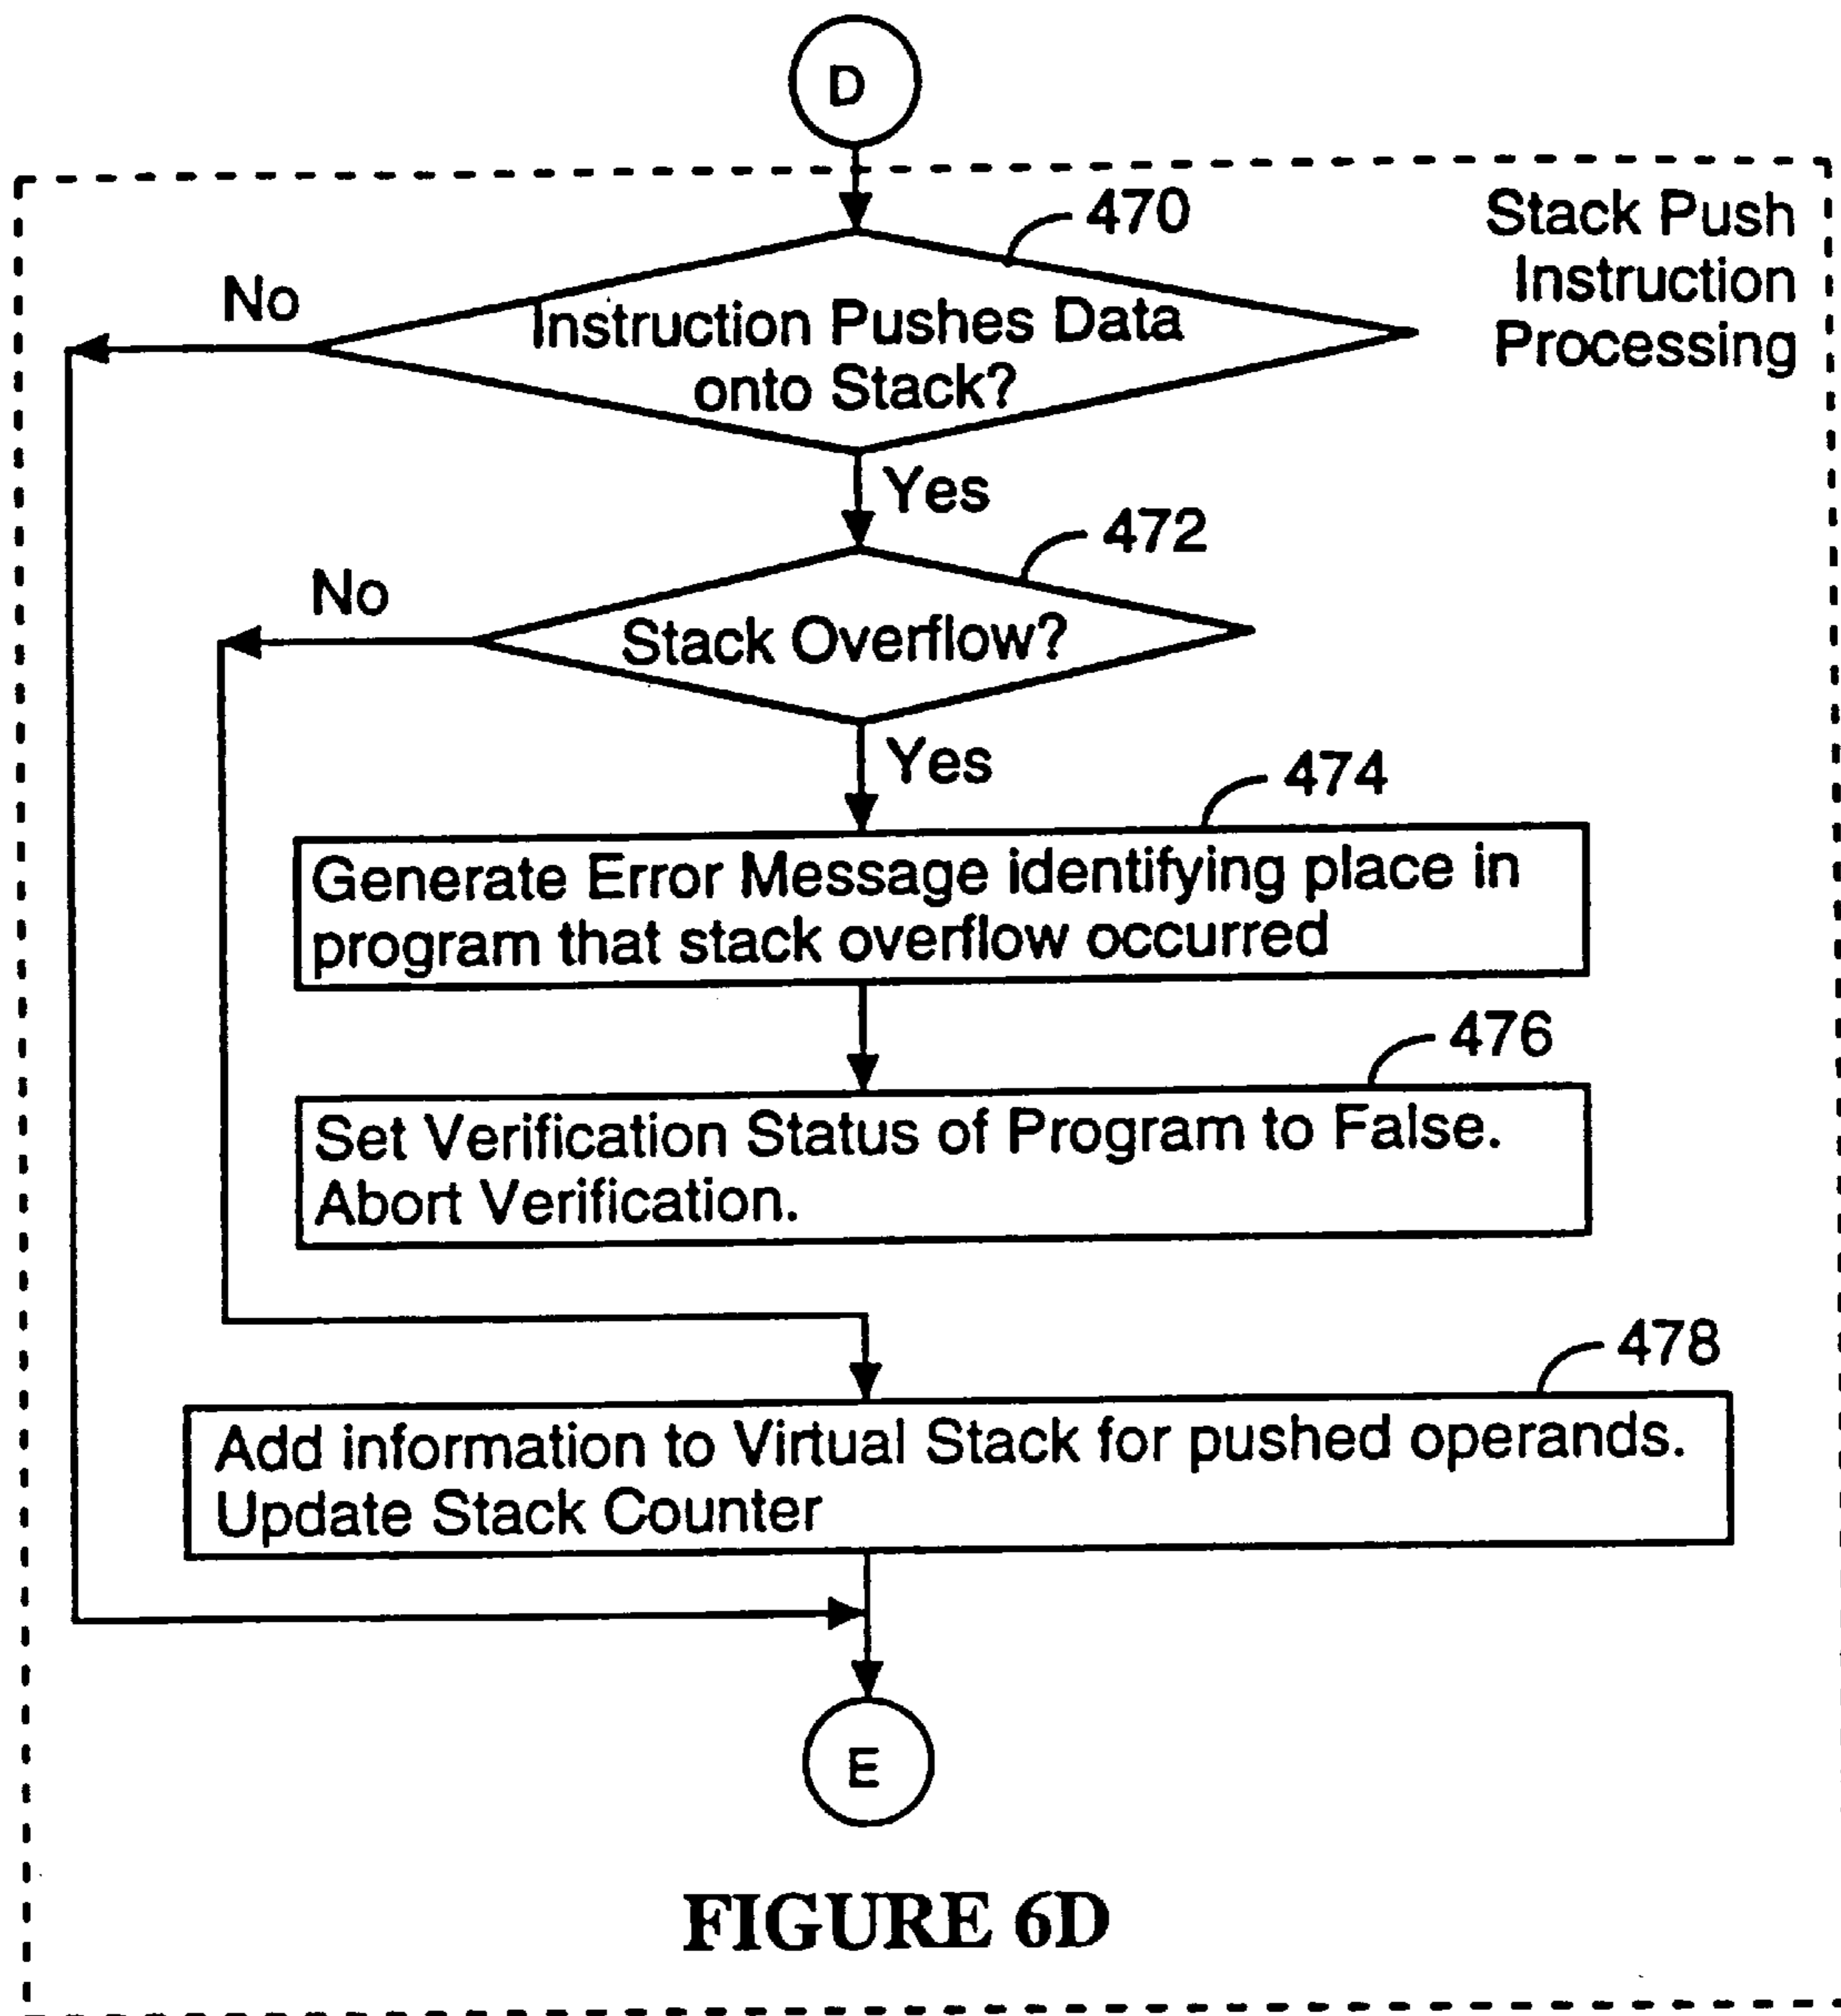 D
470
Stack Push
Instruction
Processing
No
Instruction Pushes Data
onto Stack?
Yes
472
No
Stack Overflow?
Yes
474
Generate Error Message identifying place in
program that stack overflow occurred
476
Set Verification Status of Program to False.
Abort Verification.
478
Add information to Virtual Stack for pushed operands.
Update Stack Counter
E
FIGURE 6D